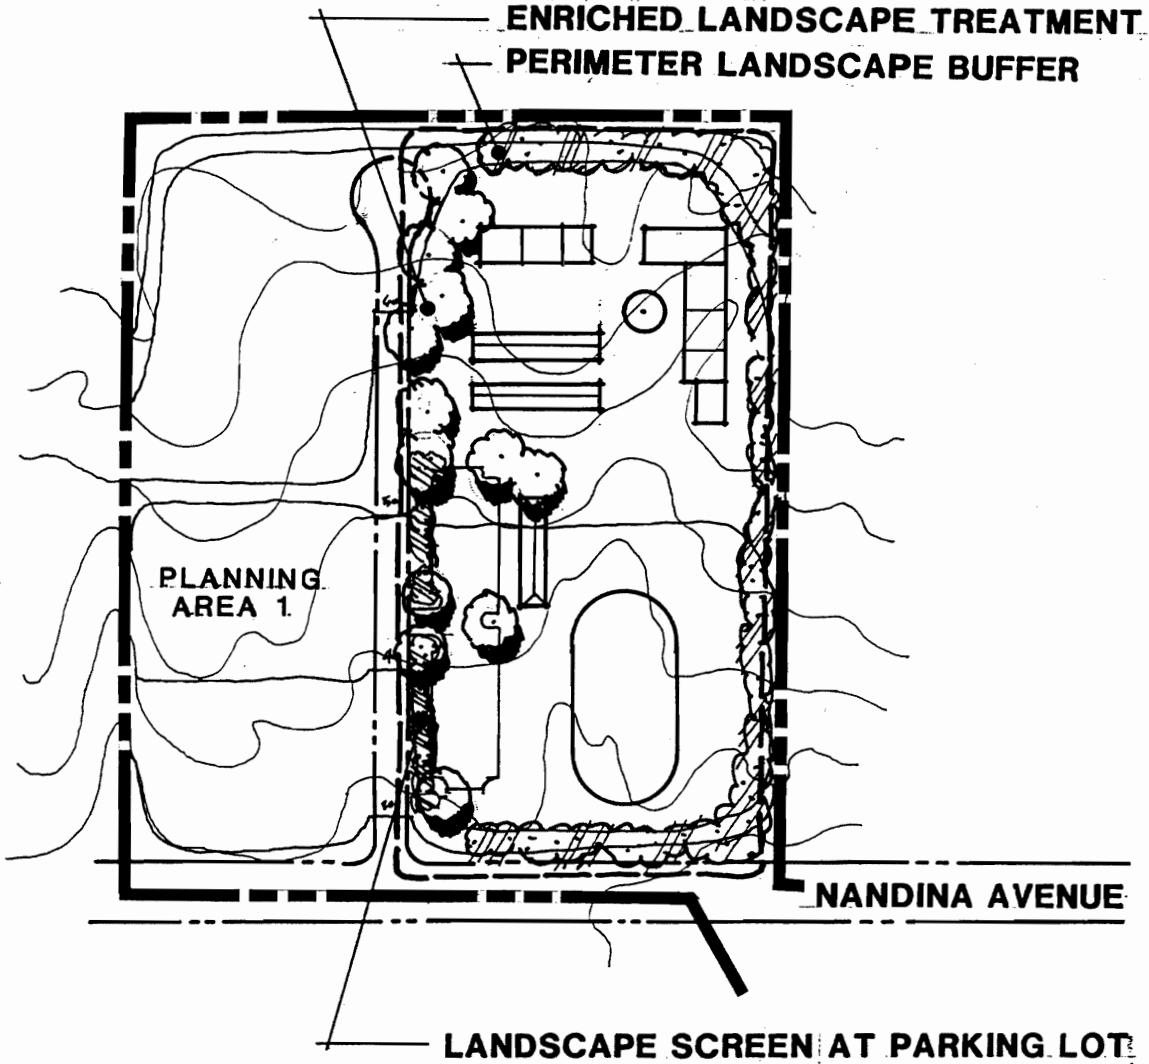 ENRICHED LANDSCAPE TREATMENT
PERIMETER LANDSCAPE BUFFER
PLANNING
AREA 1
NANDINA AVENUE
LANDSCAPE SCREEN AT PARKING LOT